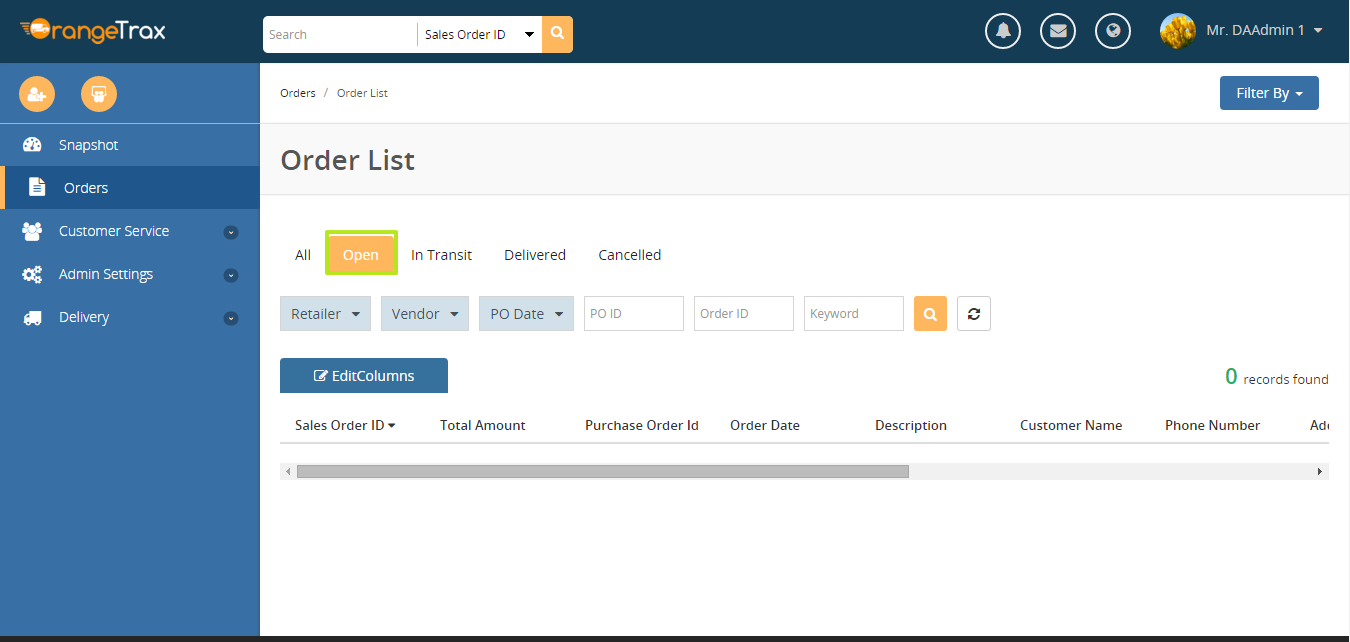 OrangeTrax
Search
Sales Order ID
Mr. DAAdmin 1
Snapshot
Orders
Customer Service
Admin Settings
Delivery
Orders / Order List
Filter By
Order List
All Open In Transit Delivered Cancelled
Retailer Vendor PO Date PO ID Order ID Keyword
EditColumns
0 records found
Sales Order ID Total Amount Purchase Order Id Order Date Description Customer Name Phone Number